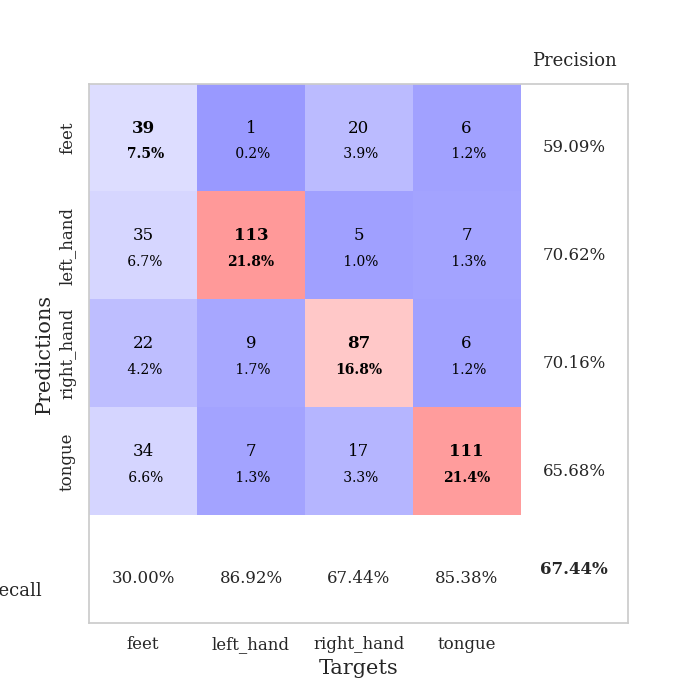 Precision
feet
39 1 20 6
7.5% 0.2% 3.9% 1.2% 59.09%
left_hand
35 113 5 7
6.7% 21.8% 1.0% 1.3% 70.62%
Predictions
right_hand
22 9 87 6
4.2% 1.7% 16.8% 1.2% 70.16%
tongue
34 7 17 111
6.6% 1.3% 3.3% 21.4% 65.68%
ecall 30.00% 86.92% 67.44% 85.38% 67.44%
feet left_hand right_hand tongue
Targets